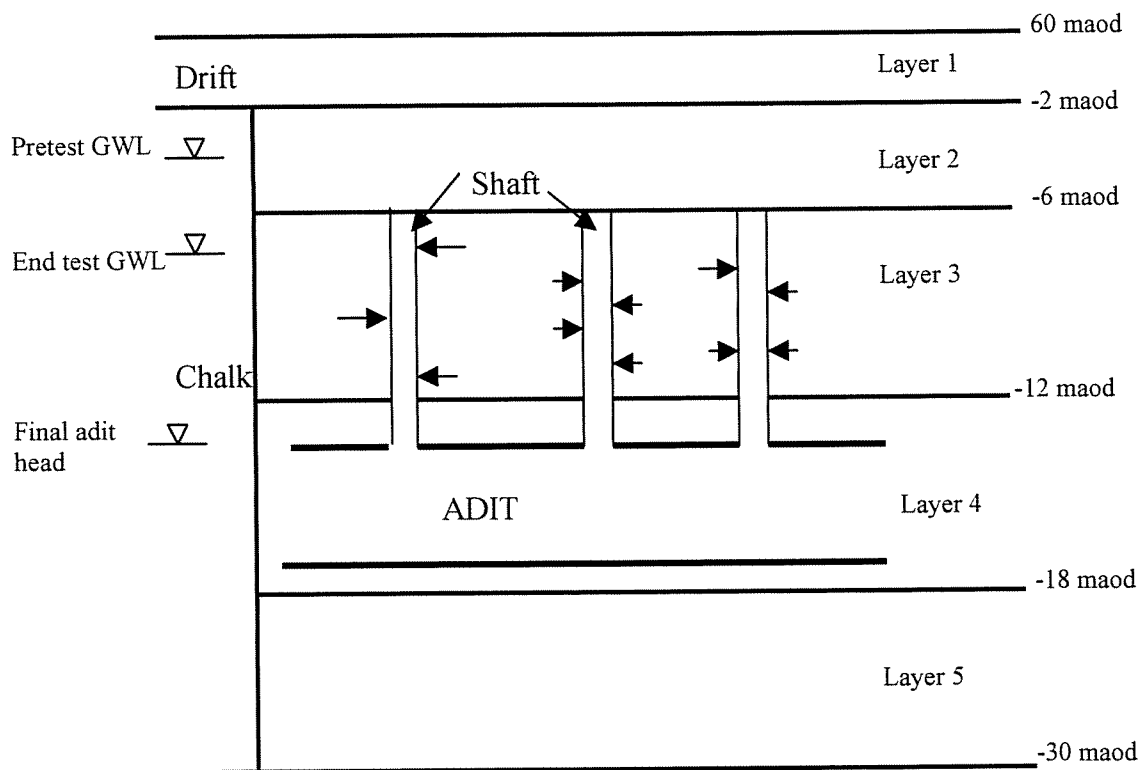 60 maod
Layer 1
Drift
-2 maod
Pretest GWL
Layer 2
Shaft
-6 maod
End test GWL
Layer 3
Chalk
-12 maod
Final adit
head
ADIT
Layer 4
-18 maod
Layer 5
-30 maod